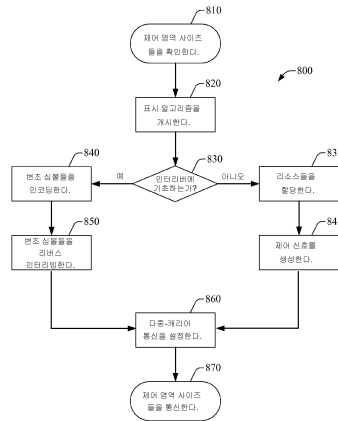 810
제어 영역 사이즈
들을 확인한다.
800
820
표시 알고리즘을
개시한다.
840
변조 심볼들을
인코딩한다.
예
830
인터리버에
기초하는가?
아니오
리소스들을
할당한다.
850
변조 심볼들을
리버스
인터리빙한다.
제어 신호를
생성한다.
860
다중-캐리어
통신을 설정한다.
870
제어 영역 사이즈
들을 통신한다.